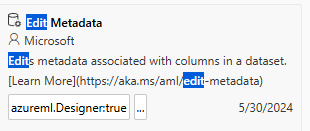 Edit Metadata
Microsoft
Edits metadata associated with columns in a dataset.
[Learn More](https://aka.ms/aml/edit-metadata)
azureml.Designer:true ... 5/30/2024